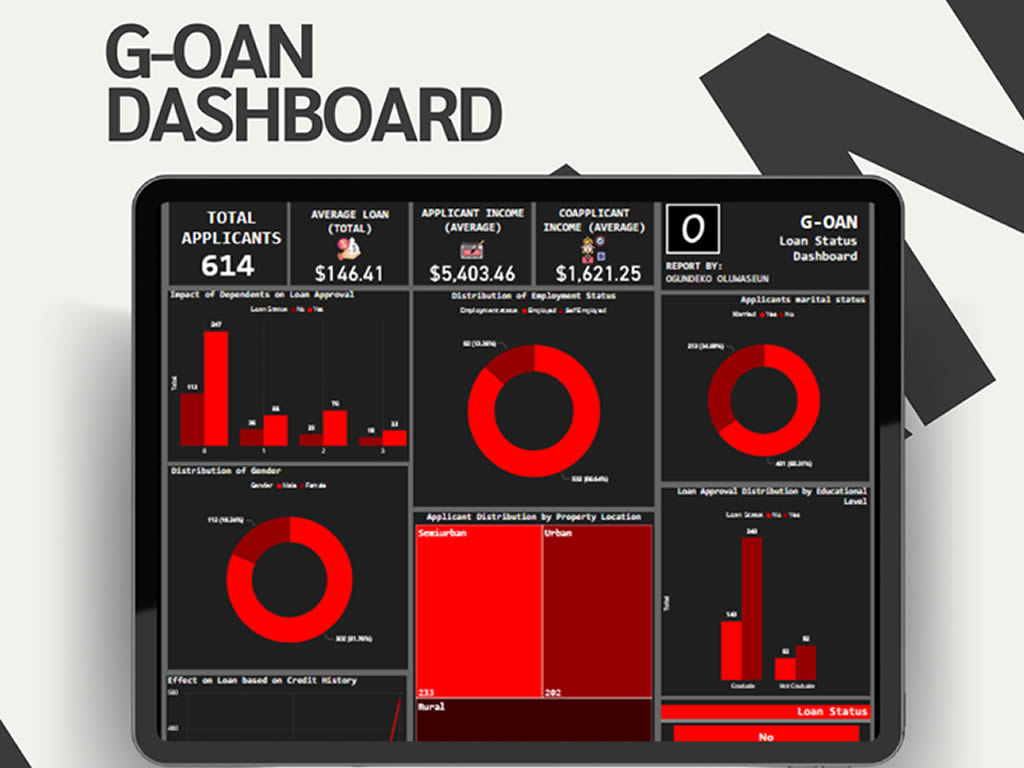 G-OAN
DASHBOARD
TOTAL
APPLICANTS
614
AVERAGE LOAN
(TOTAL)
$146.41
APPLICANT INCOME
(AVERAGE)
$5,403.46
COAPPLICANT
INCOME (AVERAGE)
$1,621.25
O
REPORT BY:
OGUNDEKO OLUWASEUN
G-OAN
Loan Status
Dashboard
Impact of Dependents on Loan Approval
Loan Status No Yes
Total
113
247
36
66
25
76
18
33
0
1
2
3
Distribution of Employment Status
Employment status Employed Self Employed
82 (13.36%)
532 (86.64%)
Applicants marital status
Married Yes No
213 (34.69%)
401 (65.31%)
Distribution of Gender
Gender Male Female
112 (18.24%)
502 (81.76%)
Applicant Distribution by Property Location
Semiurban
233
Urban
202
Rural
Loan Approval Distribution by Educational
Level
Loan Status No Yes
Total
140
340
52
82
Graduate
Not Graduate
Effect on Loan based on Credit History
500
400
Loan Status
No